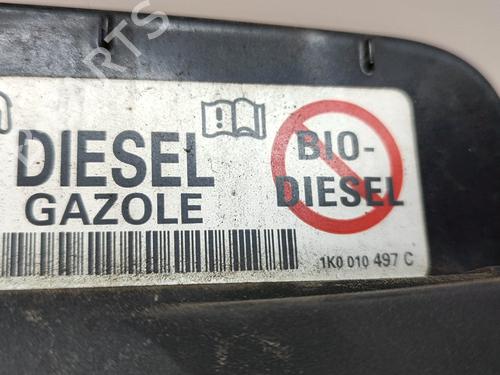 DIESEL
GAZOLE
BIO-
DIESEL
1K0 010 497 C